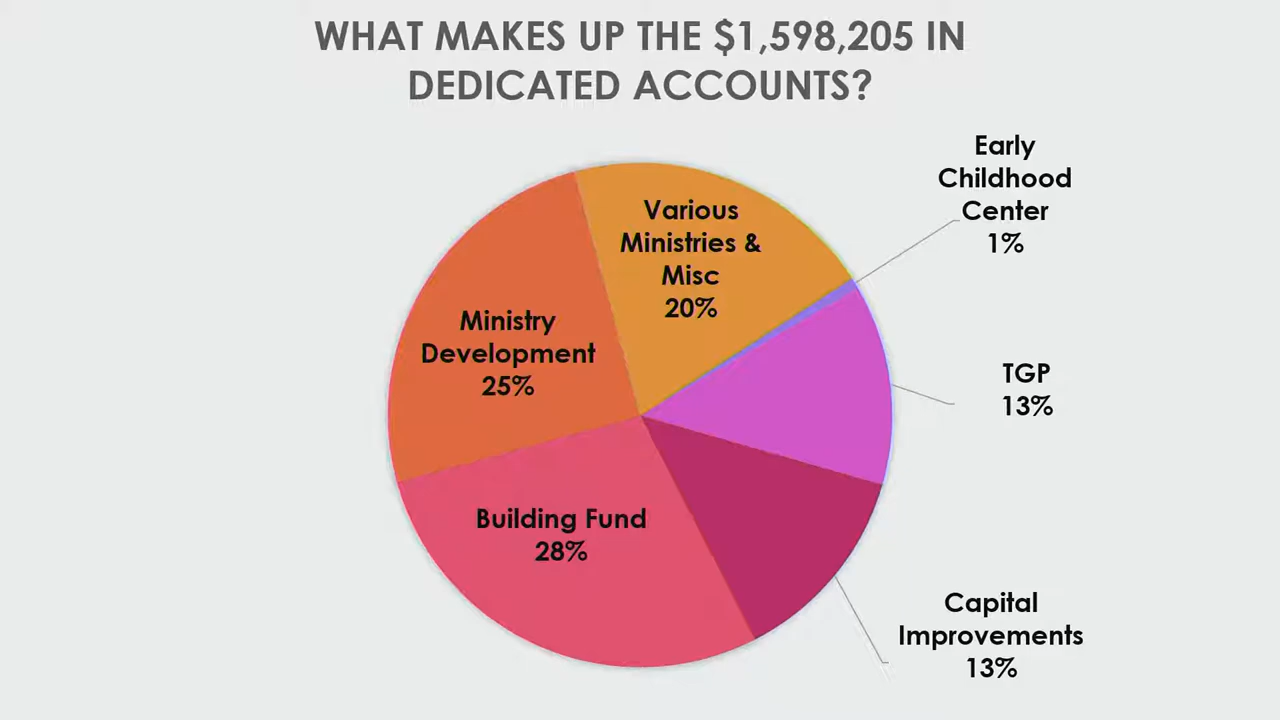 WHAT MAKES UP THE $1,598,205 IN
DEDICATED ACCOUNTS?
Early
Childhood
Center
1%
Various
Ministries &
Misc
20%
Ministry
Development
25%
TGP
13%
Building Fund
28%
Capital
Improvements
13%